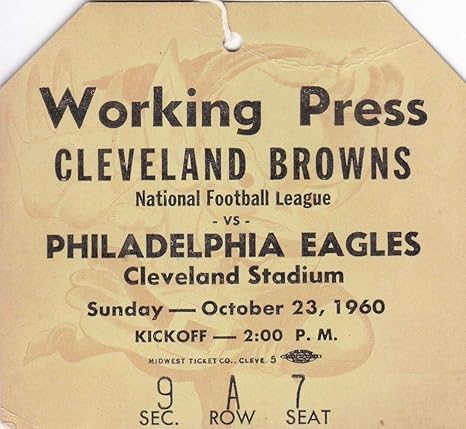 Working Press
CLEVELAND BROWNS
National Football League
- VS -
PHILADELPHIA EAGLES
Cleveland Stadium
Sunday — October 23, 1960
KICKOFF — 2:00 P. M.
MIDWEST TICKET CO., CLEVE. 5
9 A 7
SEC. ROW SEAT